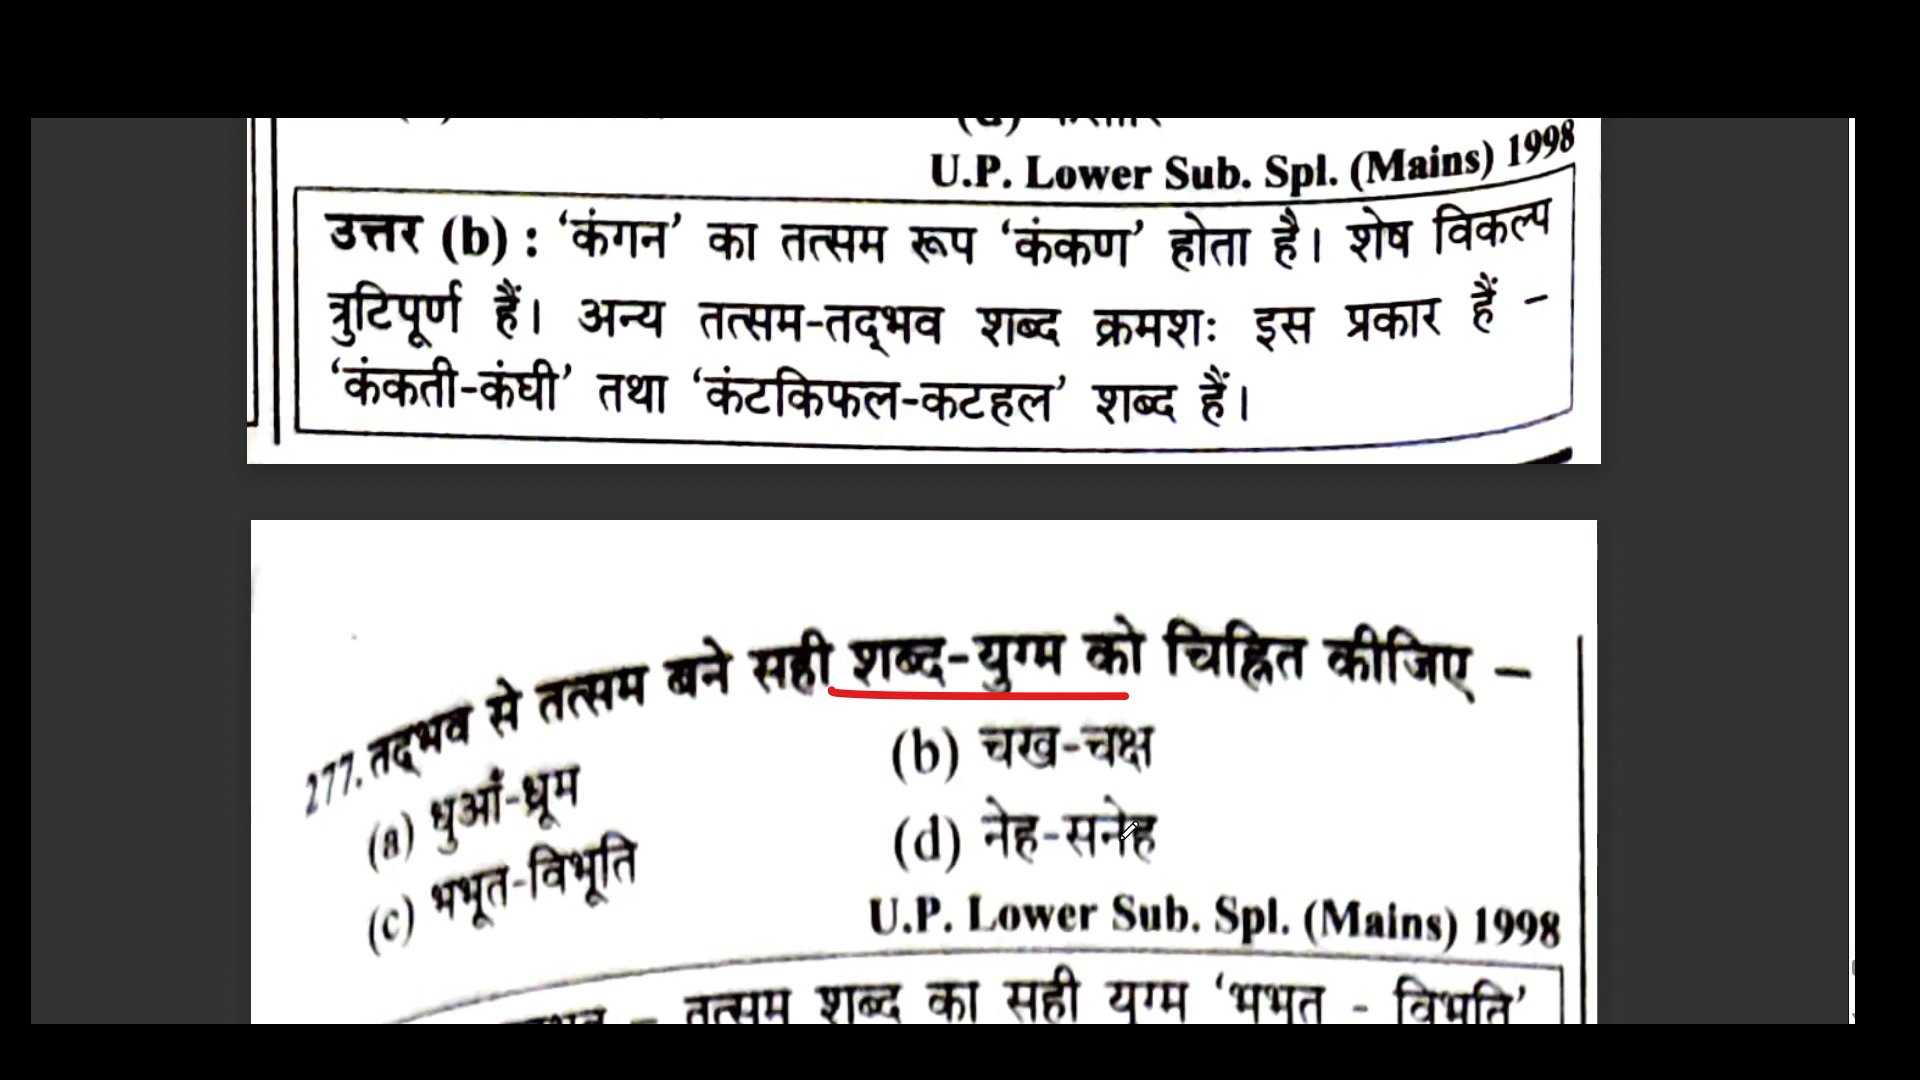 U.P. Lower Sub. Spl. (Mains) 1998
उत्तर (b) : ‘कंगन’ का तत्सम रूप ‘कंकण’ होता है। शेष विकल्प
त्रुटिपूर्ण हैं। अन्य तत्सम-तद्भव शब्द क्रमशः इस प्रकार हैं –
‘कंकती-कंघी’ तथा ‘कंटकिफल-कटहल’ शब्द हैं।
277. तद्भव से तत्सम बने सही शब्द-युग्म को चिह्नित कीजिए –
(a) धुआँ-ध्रूम (b) चख-चक्ष
(c) भभूत-विभूति (d) नेह-सनेह
U.P. Lower Sub. Spl. (Mains) 1998
– तत्सम शब्द का सही युग्म ‘भभूत - विभूति’